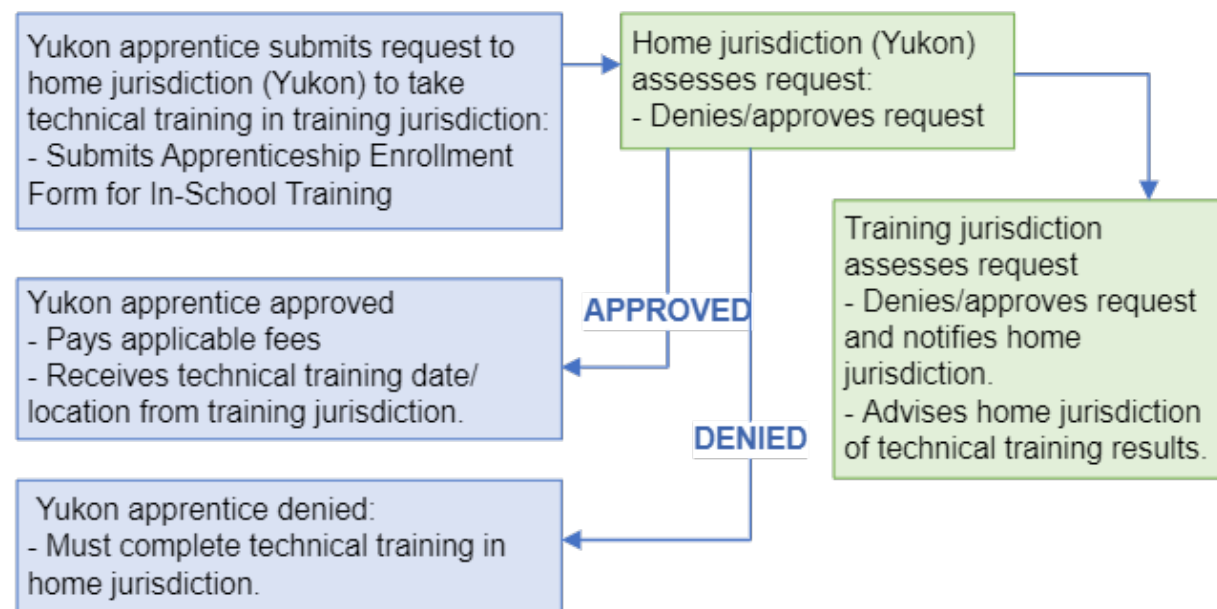 Yukon apprentice submits request to
home jurisdiction (Yukon) to take
technical training in training jurisdiction:
- Submits Apprenticeship Enrollment
Form for In-School Training
Home jurisdiction (Yukon)
assesses request:
- Denies/approves request
Training jurisdiction
assesses request
- Denies/approves request
and notifies home
jurisdiction.
- Advises home jurisdiction
of technical training results.
APPROVED
Yukon apprentice approved
- Pays applicable fees
- Receives technical training date/
location from training jurisdiction.
DENIED
Yukon apprentice denied:
- Must complete technical training in
home jurisdiction.